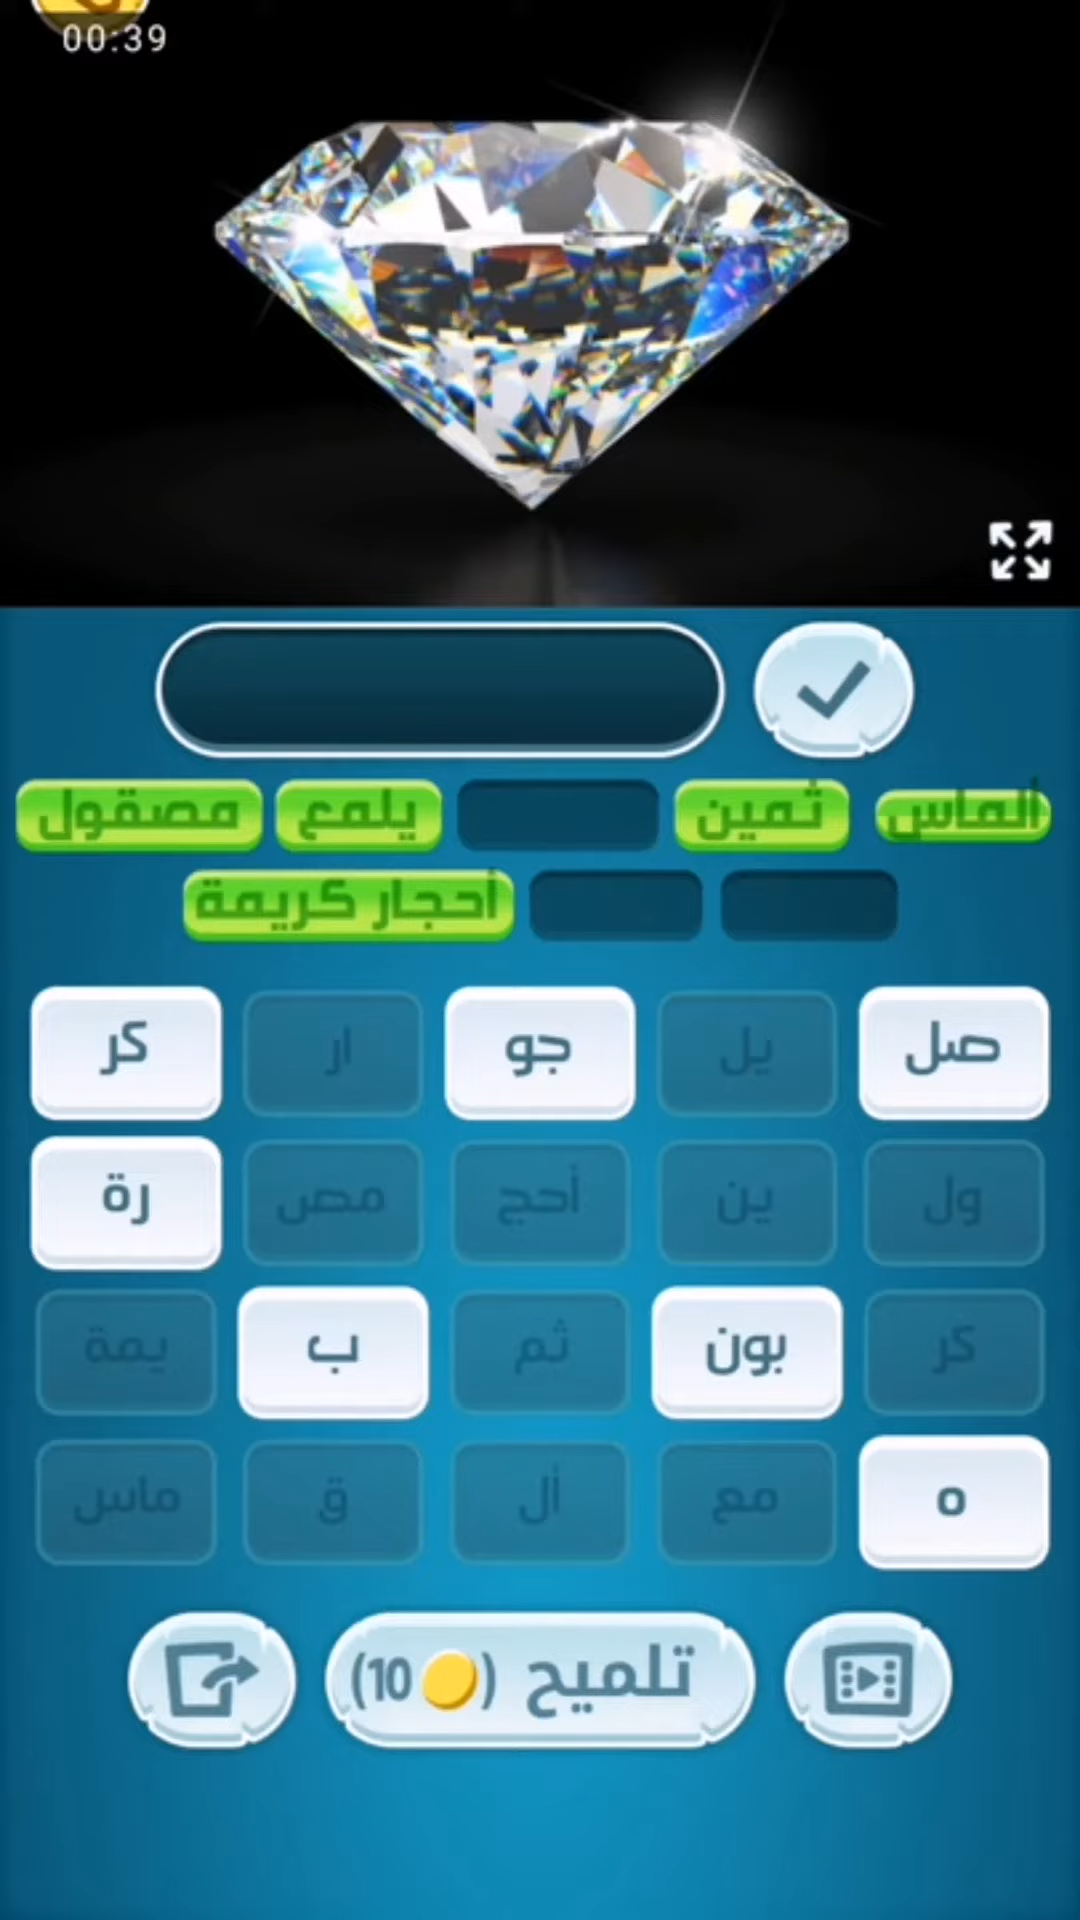 00:39
ألماس ثمين يلمع مصقول
أحجار كريمة
صل يل جو ار كر
ول ين أحج مص رة
كر بون ثم ب يمة
ه مع أل ق ماس
تلميح (10)